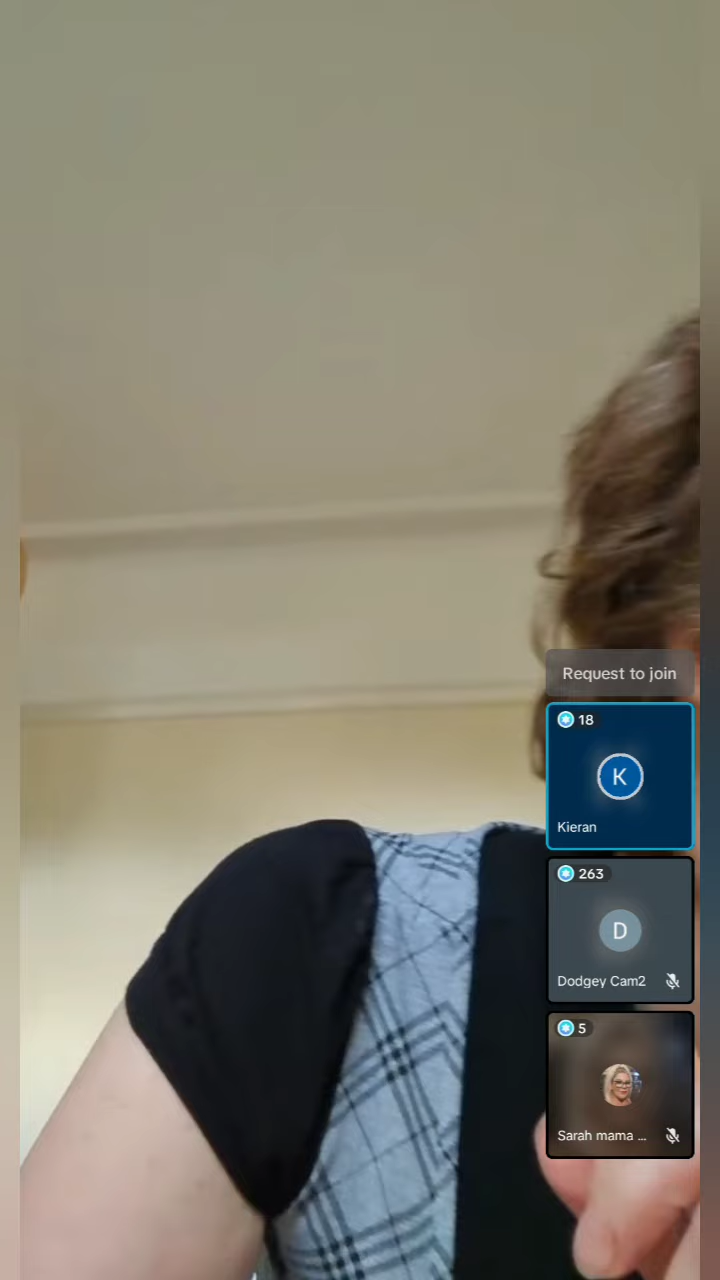 Request to join
18
K
Kieran
263
D
Dodgey Cam2
5
Sarah mama ...